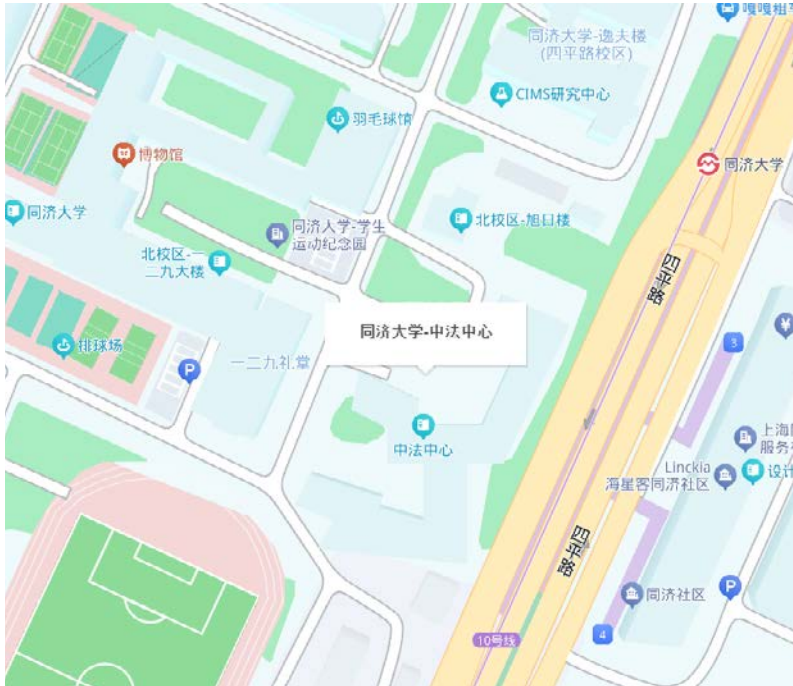 嘎嘎租车
同济大学-逸夫楼
(四平路校区)
CIMS研究中心
羽毛球馆
博物馆
同济大学
同济大学
北校区-旭日楼
同济大学-学生
运动纪念园
北校区-一
二九大楼
四平路
同济大学-中法中心
3
排球场
P
一二九礼堂
中法中心
上海
服务
Linckia
海星客同济社区
设计
四平路
同济社区
P
10号线
4